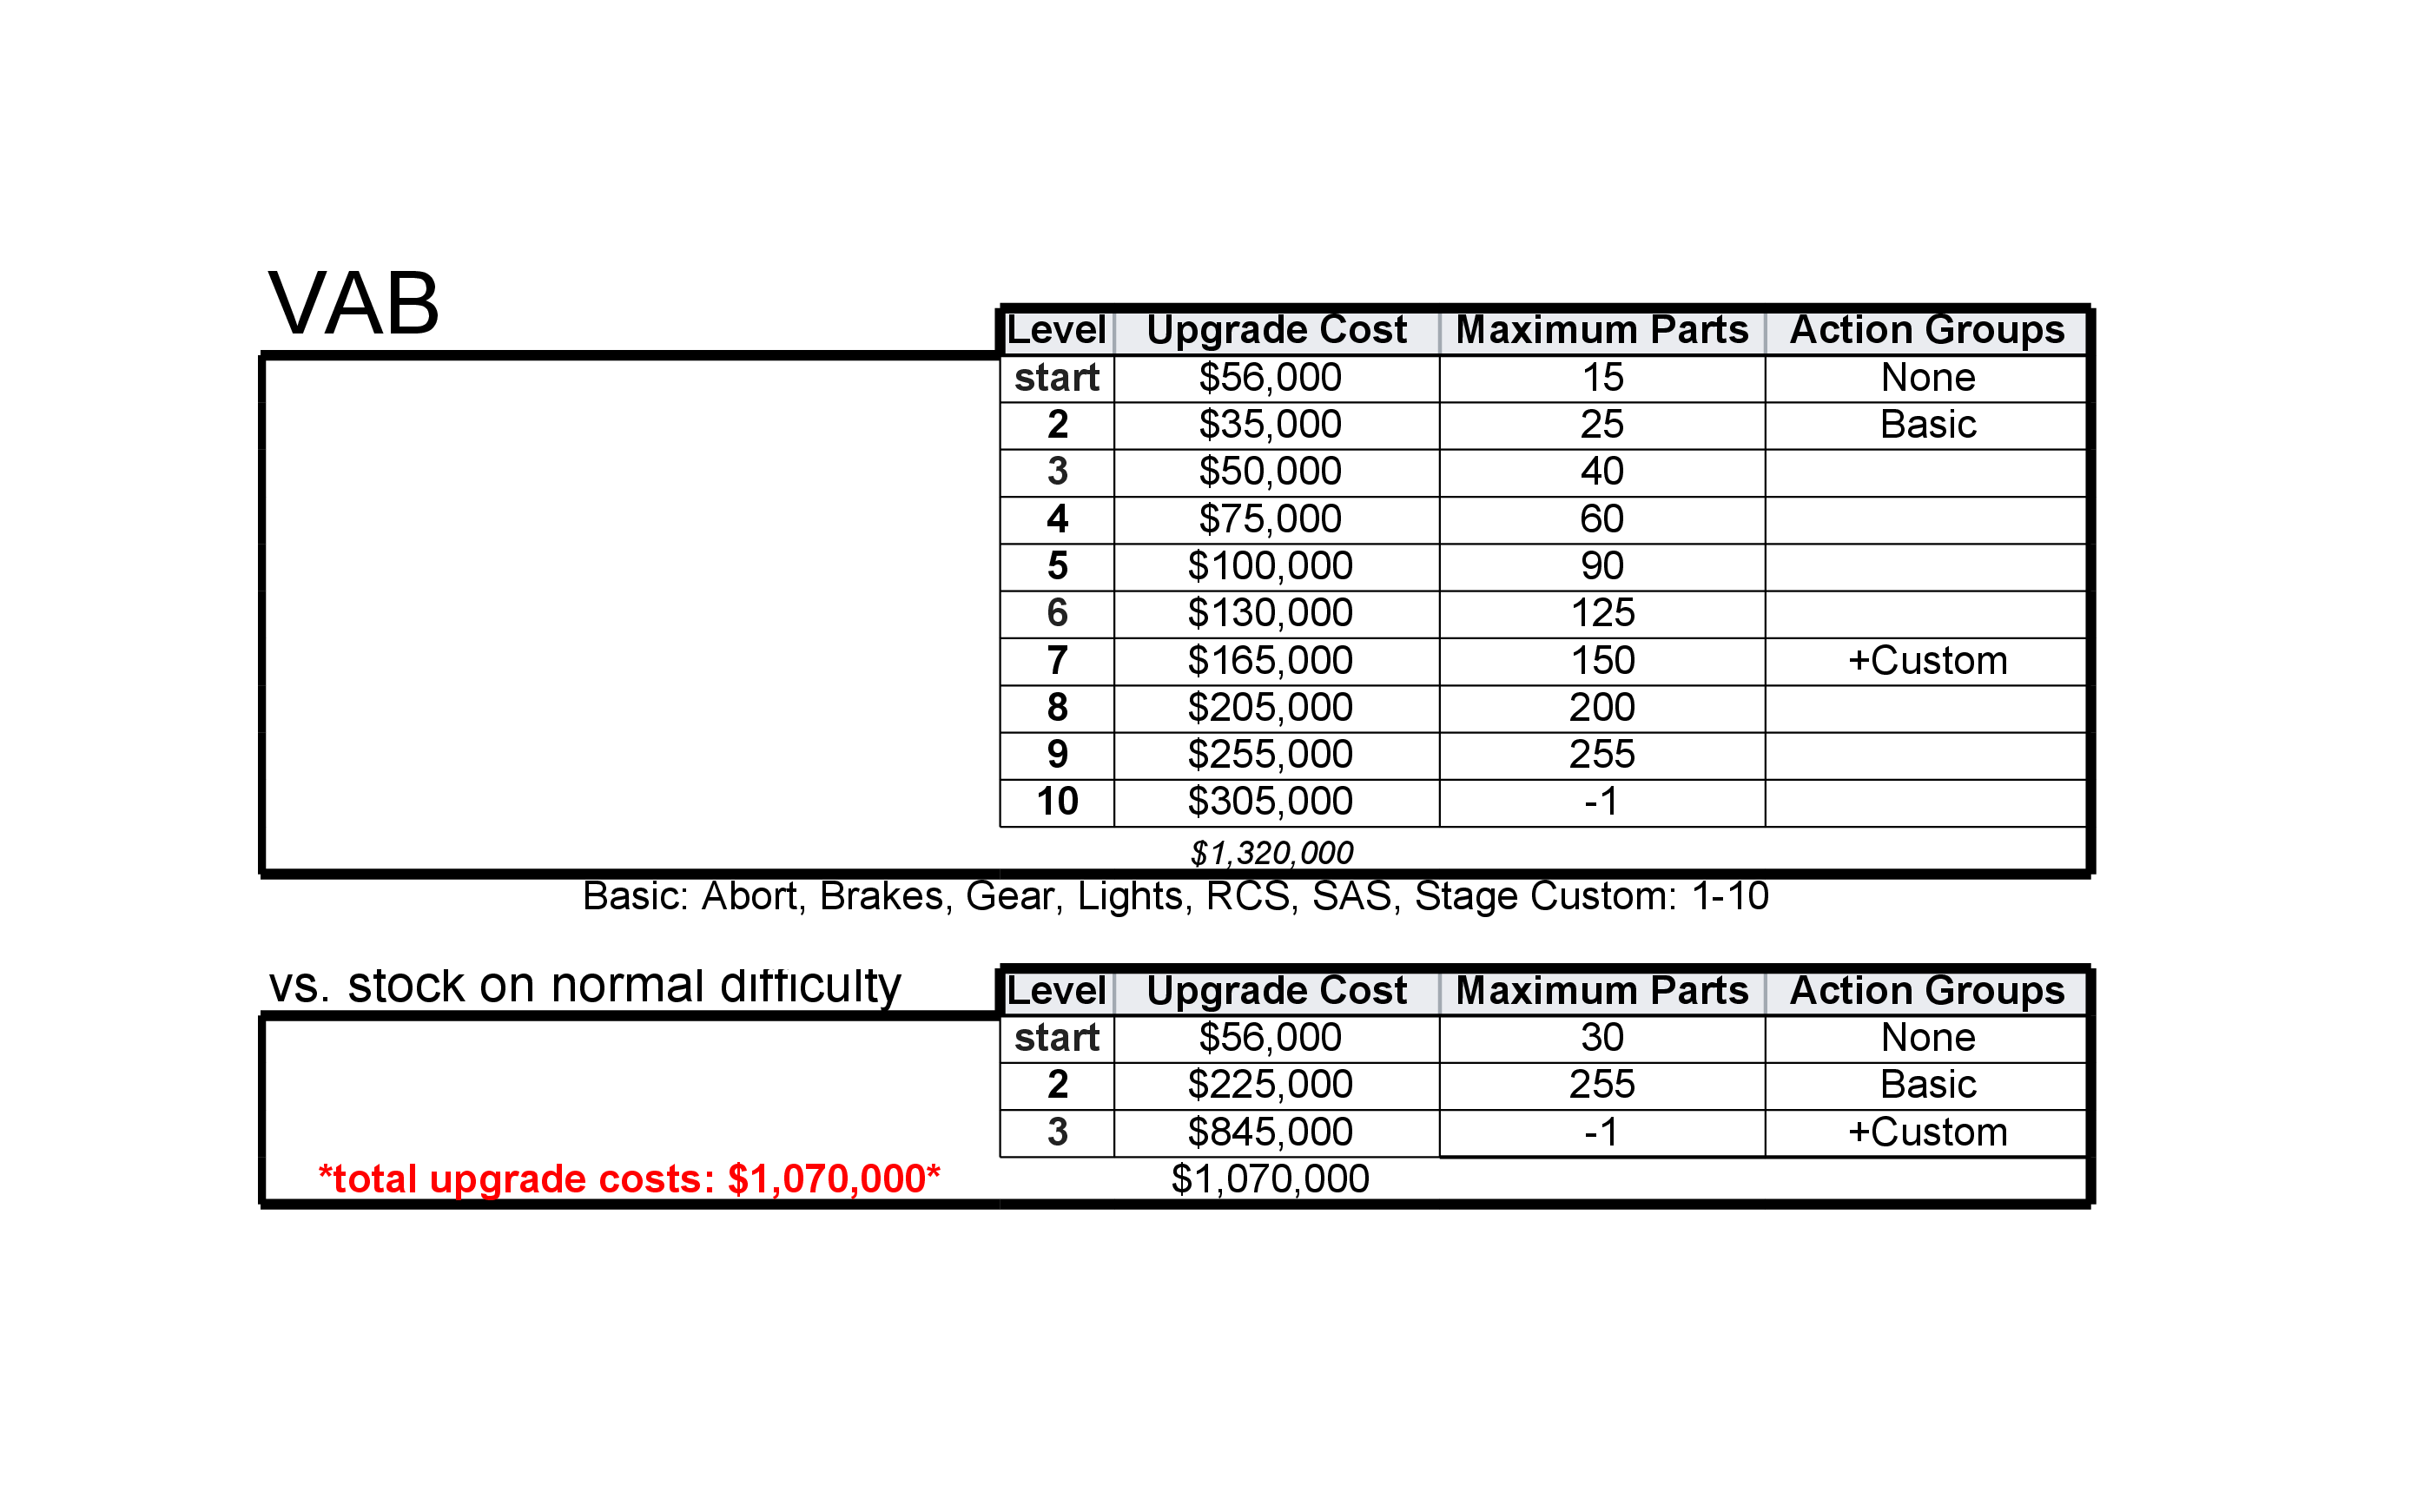 VAB
Level Upgrade Cost Maximum Parts Action Groups
start $56,000 15 None
2 $35,000 25 Basic
3 $50,000 40
4 $75,000 60
5 $100,000 90
6 $130,000 125
7 $165,000 150 +Custom
8 $205,000 200
9 $255,000 255
10 $305,000 -1
$1,320,000
Basic: Abort, Brakes, Gear, Lights, RCS, SAS, Stage Custom: 1-10
vs. stock on normal difficulty
Level Upgrade Cost Maximum Parts Action Groups
start $56,000 30 None
2 $225,000 255 Basic
3 $845,000 -1 +Custom
*total upgrade costs: $1,070,000* $1,070,000